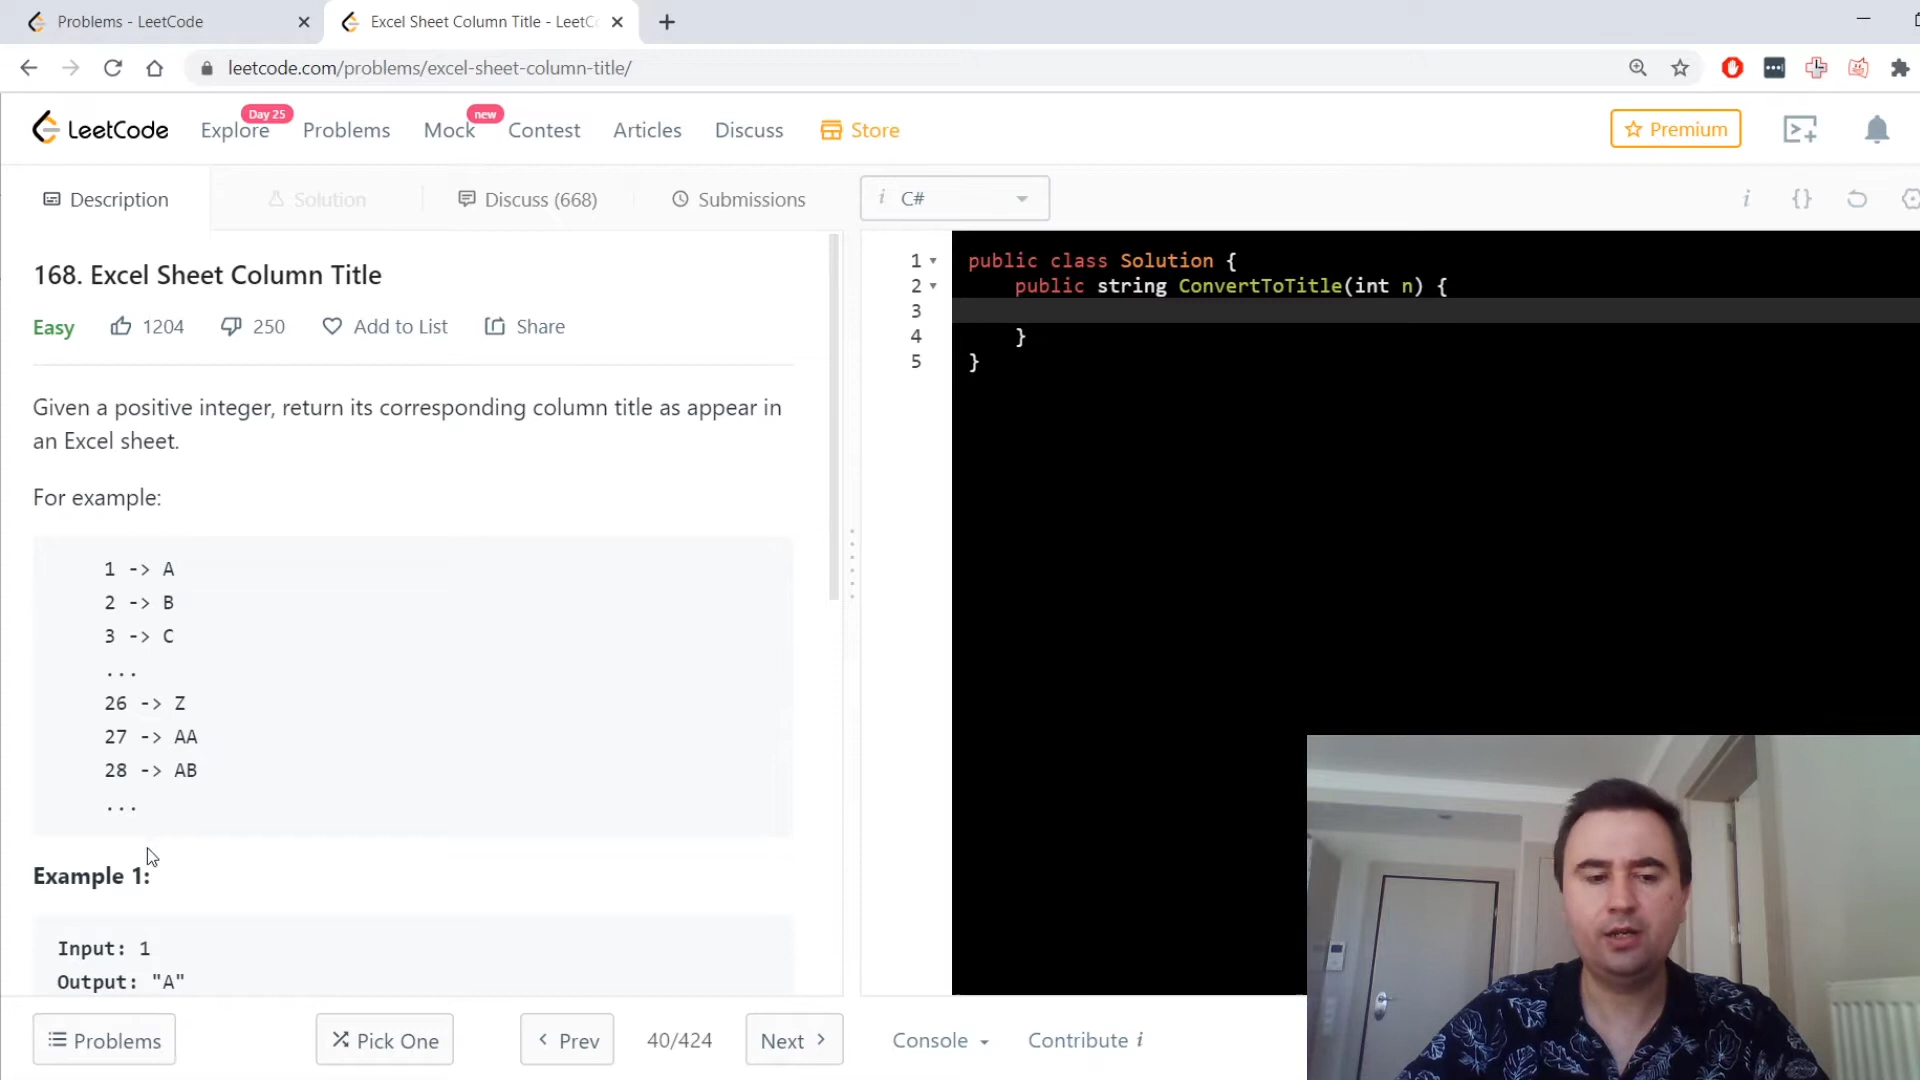 Problems - LeetCode
Excel Sheet Column Title - LeetC
leetcode.com/problems/excel-sheet-column-title/
LeetCode
Explore
Day 25
Problems
Mock
new
Contest
Articles
Discuss
Store
Premium
Description
Solution
Discuss (668)
Submissions
i C#
i {}
168. Excel Sheet Column Title
Easy 1204 250 Add to List Share
Given a positive integer, return its corresponding column title as appear in
an Excel sheet.
For example:
1 -> A
2 -> B
3 -> C
...
26 -> Z
27 -> AA
28 -> AB
...
Example 1:
Input: 1
Output: "A"
1 public class Solution {
2 public string ConvertToTitle(int n) {
3
4 }
5 }
Problems
Pick One
Prev
40/424
Next
Console
Contribute i